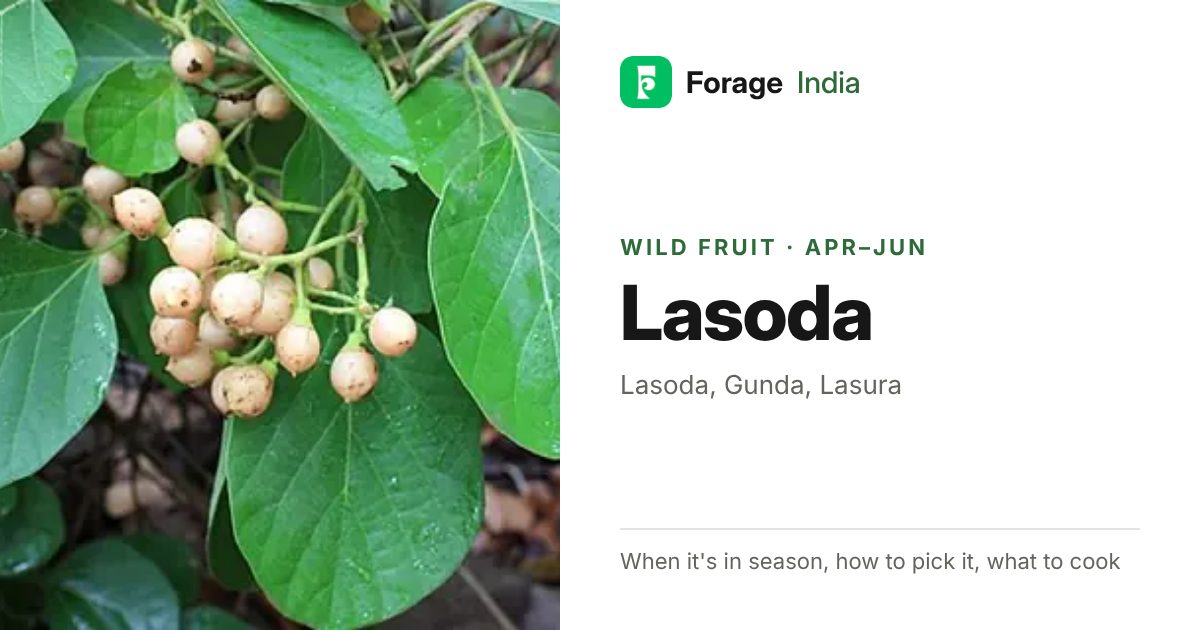 Forage India
WILD FRUIT · APR–JUN
Lasoda
Lasoda, Gunda, Lasura
When it's in season, how to pick it, what to cook